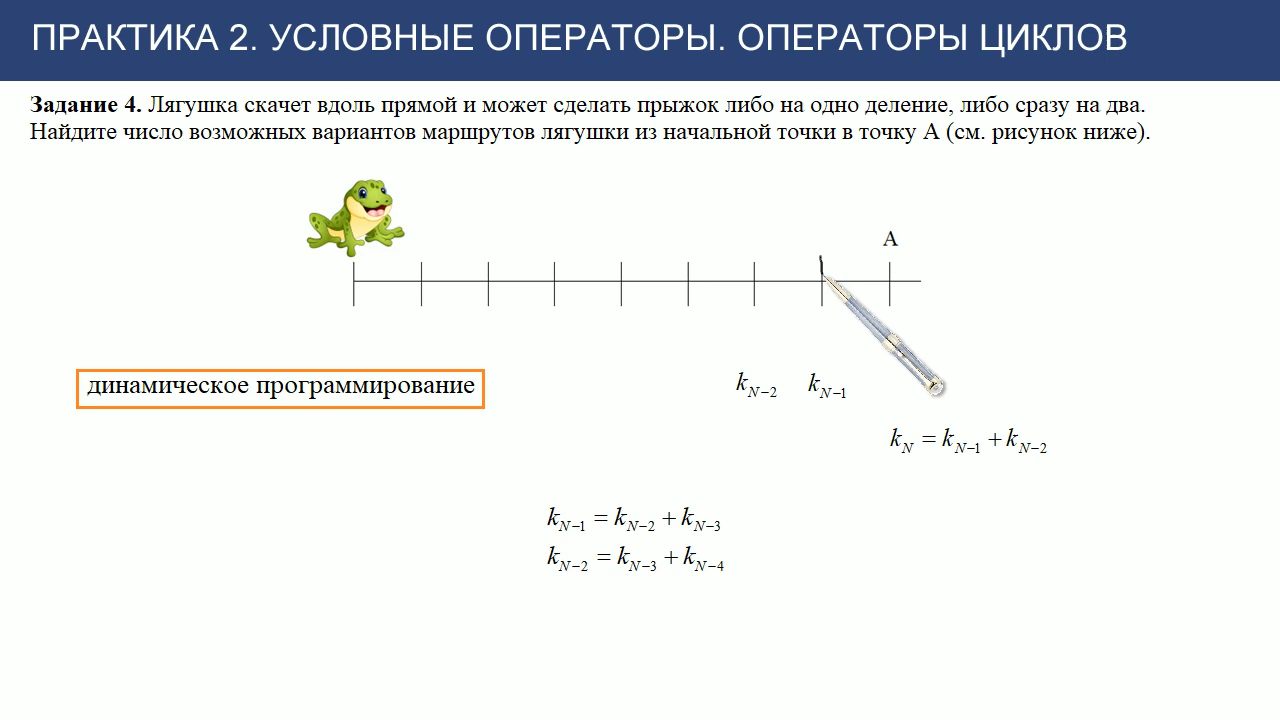 ПРАКТИКА 2. УСЛОВНЫЕ ОПЕРАТОРЫ. ОПЕРАТОРЫ ЦИКЛОВ
Задание 4. Лягушка скачет вдоль прямой и может сделать прыжок либо на одно деление, либо сразу на два.
Найдите число возможных вариантов маршрутов лягушки из начальной точки в точку А (см. рисунок ниже).
А
динамическое программирование
k_{N-2} k_{N-1}
k_N = k_{N-1} + k_{N-2}
k_{N-1} = k_{N-2} + k_{N-3}
k_{N-2} = k_{N-3} + k_{N-4}